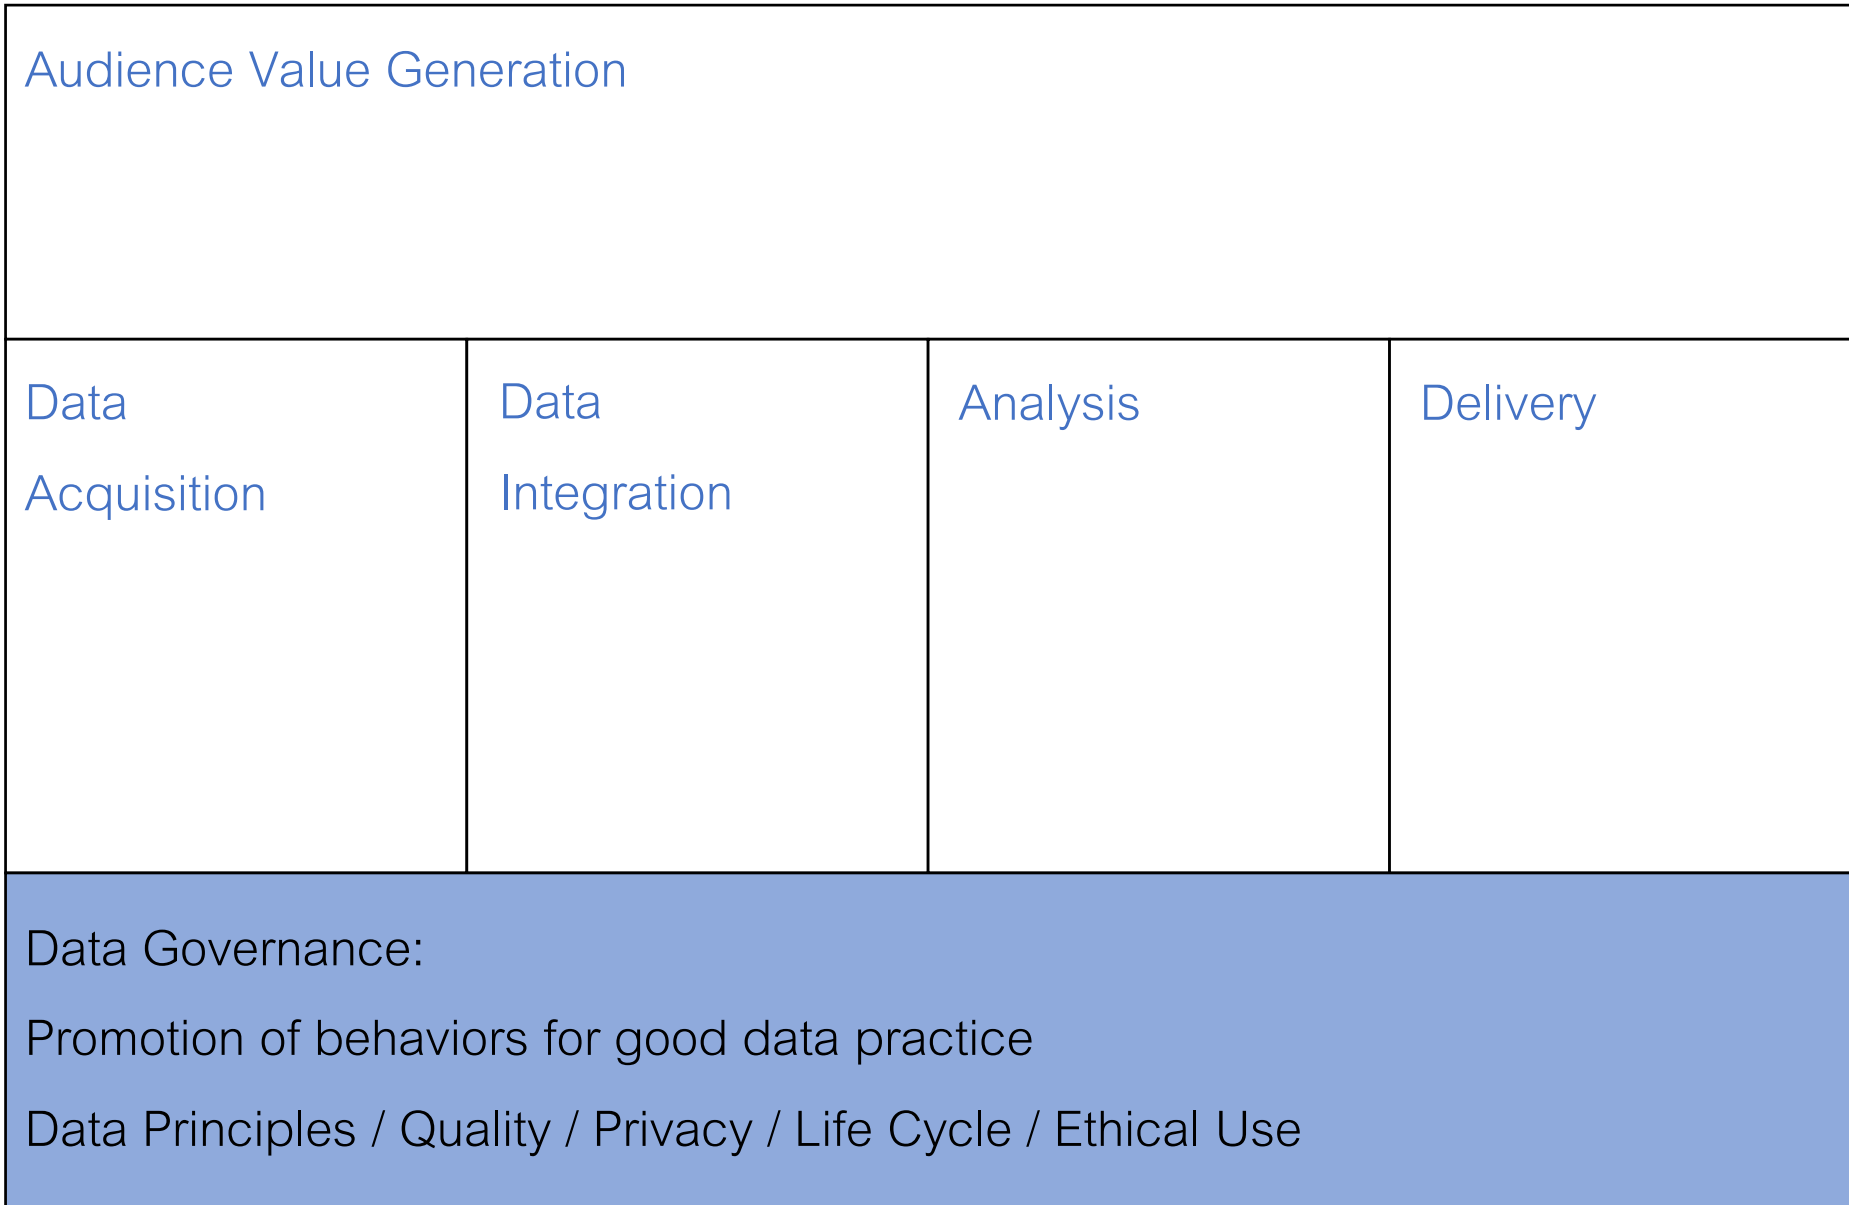 Audience Value Generation
Data
Acquisition
Data
Integration
Analysis
Delivery
Data Governance:
Promotion of behaviors for good data practice
Data Principles / Quality / Privacy / Life Cycle / Ethical Use